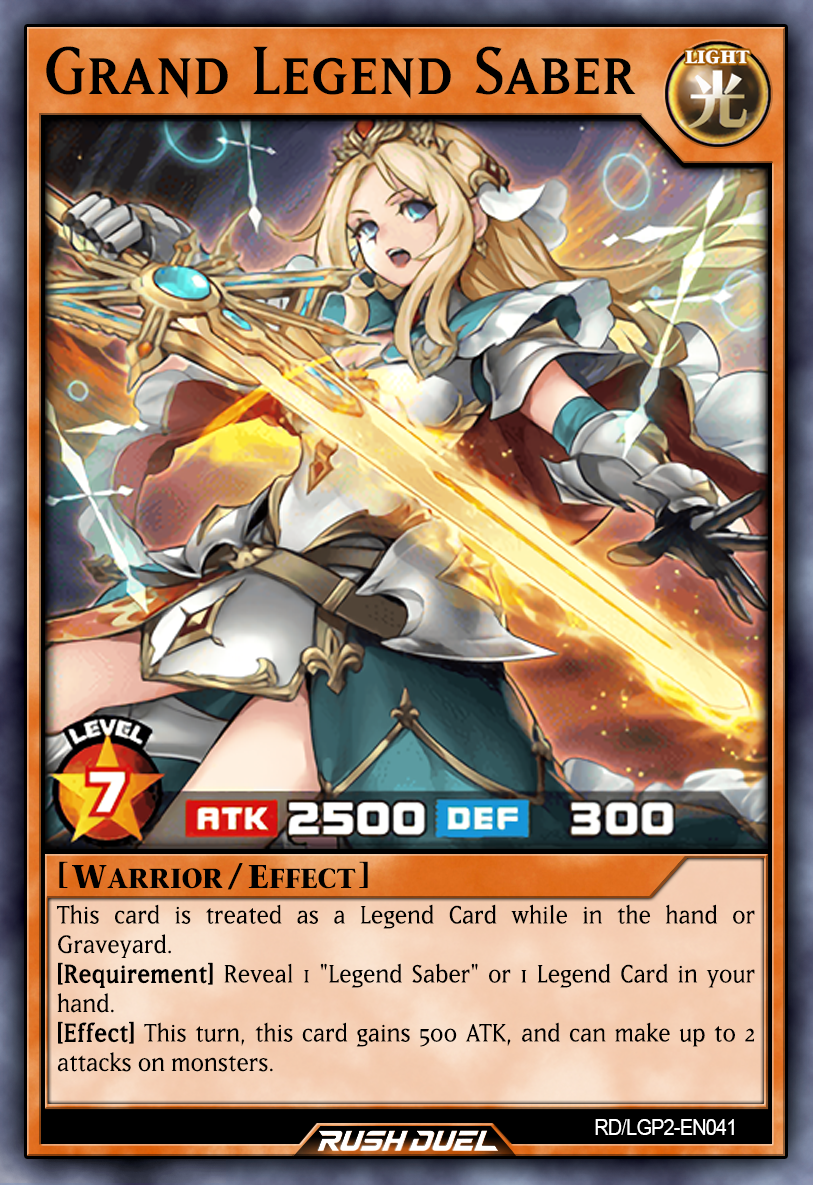 Grand Legend Saber
LIGHT
光
LEVEL
7
ATK 2500 DEF 300
[Warrior/Effect]
This card is treated as a Legend Card while in the hand or
Graveyard.
[Requirement] Reveal 1 "Legend Saber" or 1 Legend Card in your
hand.
[Effect] This turn, this card gains 500 ATK, and can make up to 2
attacks on monsters.
RUSH DUEL
RD/LGP2-EN041